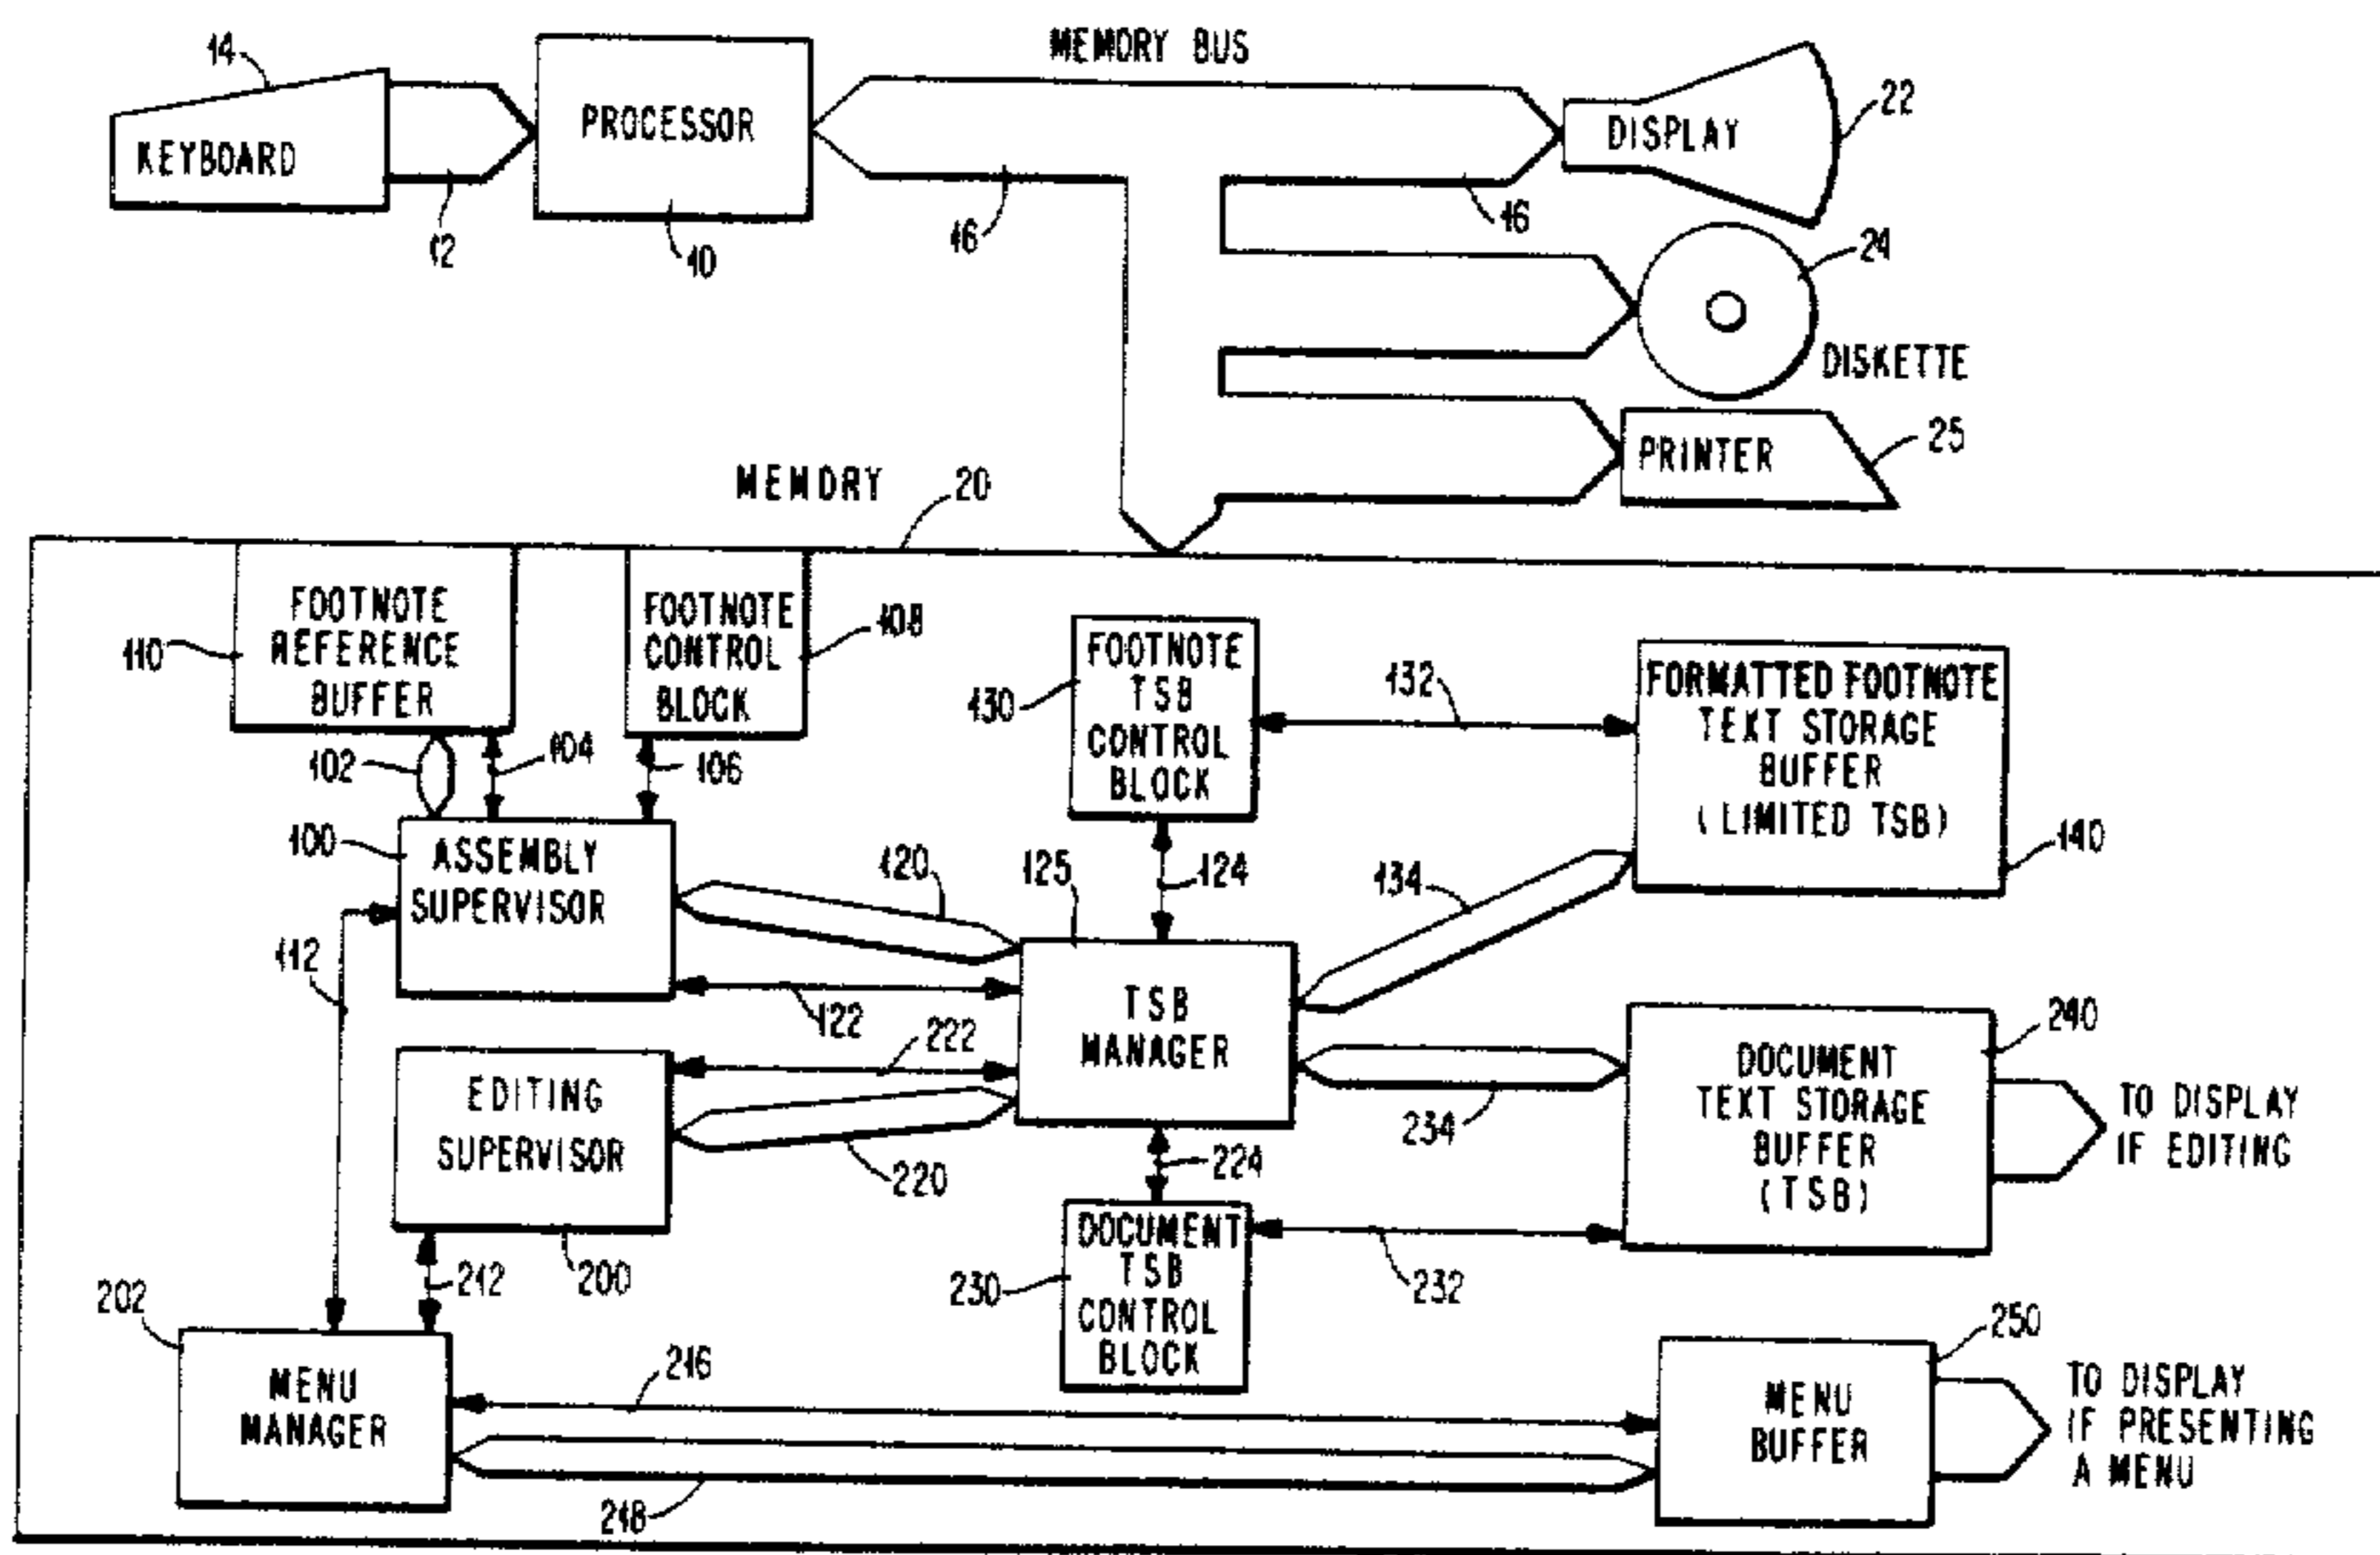 MEMORY BUS
14
KEYBOARD
12
PROCESSOR
10
16
16
DISPLAY
22
24
DISKETTE
PRINTER
25
MEMORY
20
FOOTNOTE
REFERENCE
BUFFER
110
FOOTNOTE
CONTROL
BLOCK
108
102
104
106
100
ASSEMBLY
SUPERVISOR
112
120
122
FOOTNOTE
TSB
CONTROL
BLOCK
130
132
FORMATTED FOOTNOTE
TEXT STORAGE
BUFFER
(LIMITED TSB)
140
124
125
134
TSB
MANAGER
222
EDITING
SUPERVISOR
220
200
212
234
DOCUMENT
TEXT STORAGE
BUFFER
(TSB)
240
TO DISPLAY
IF EDITING
224
DOCUMENT
TSB
CONTROL
BLOCK
230
232
202
MENU
MANAGER
216
218
MENU
BUFFER
250
TO DISPLAY
IF PRESENTING
A MENU